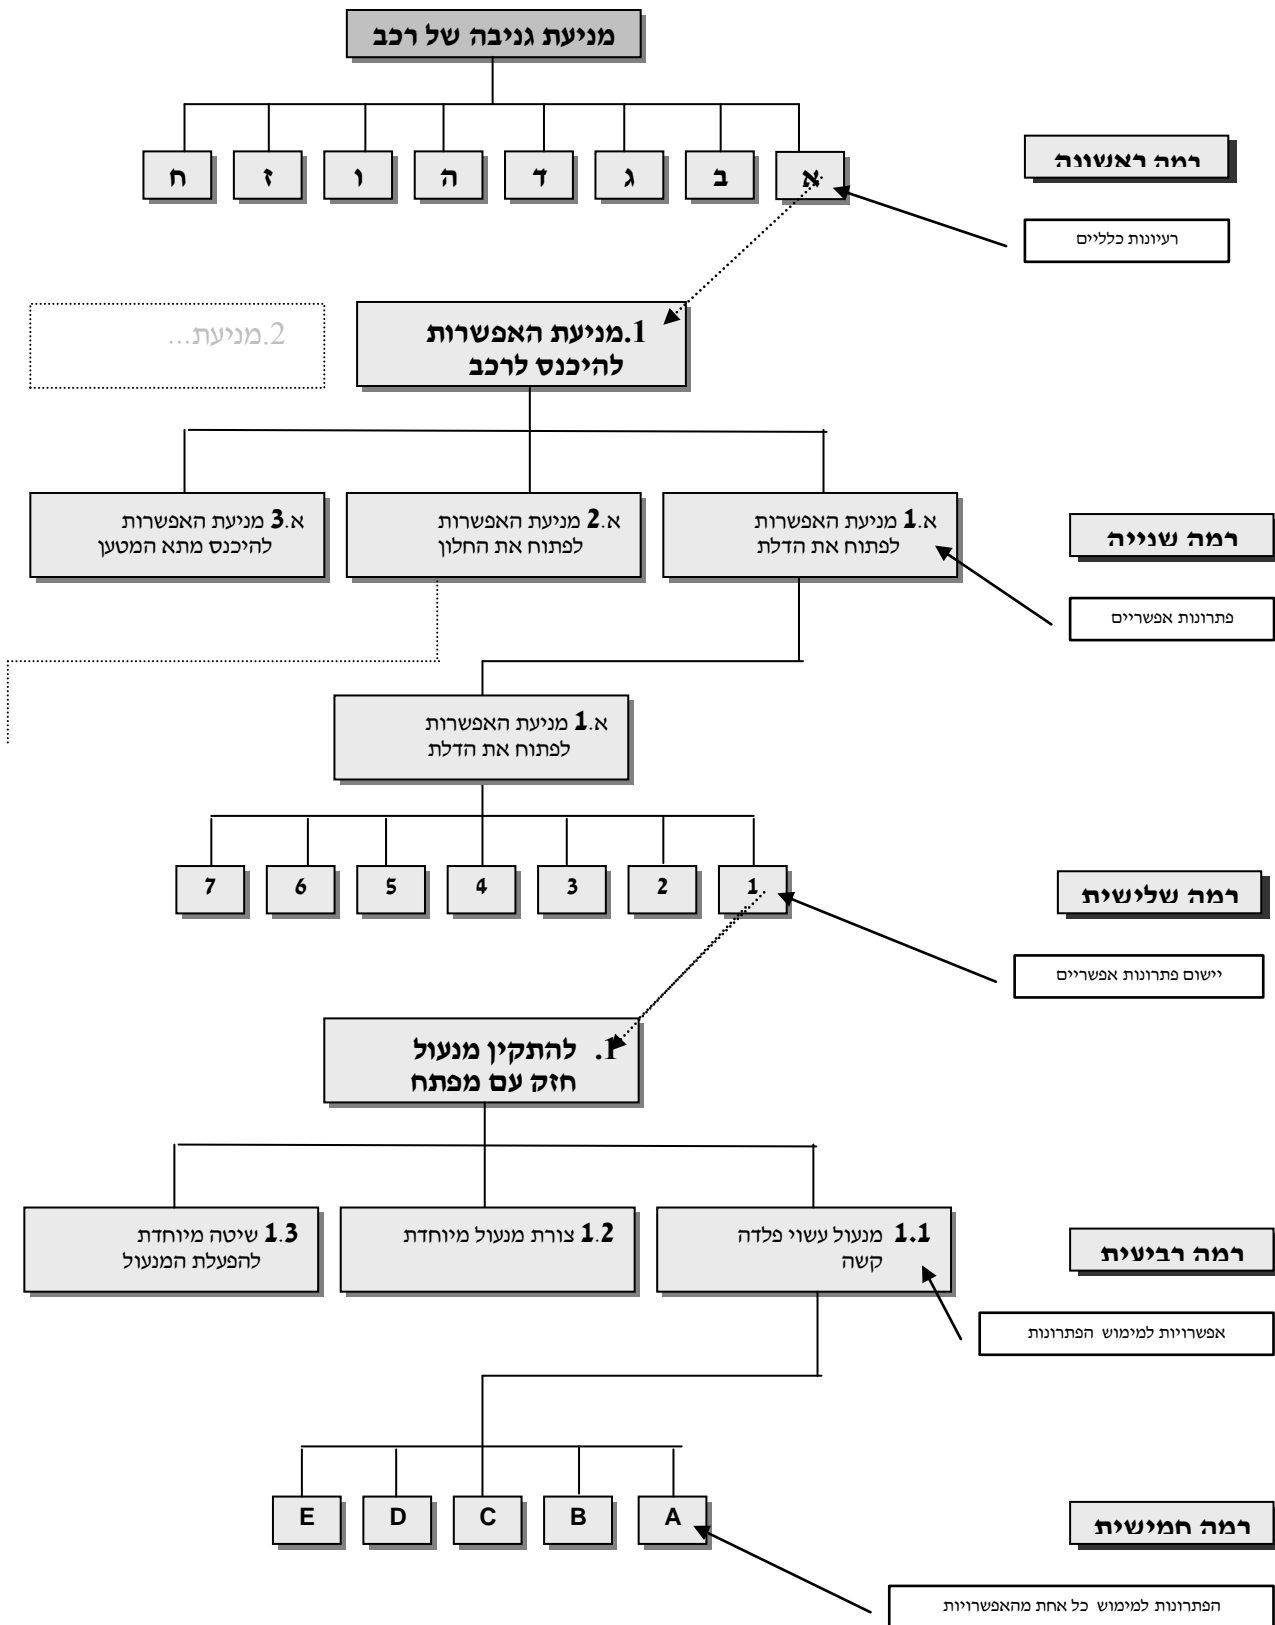 מניעת גניבה של רכב
רמה ראשונה
א ב ג ד ה ו ז ח
רעיונות כלליים
1.מניעת האפשרות
להיכנס לרכב
2.מניעת...
רמה שנייה
א.1 מניעת האפשרות
לפתוח את הדלת
א.2 מניעת האפשרות
לפתוח את החלון
א.3 מניעת האפשרות
להיכנס מתא המטען
פתרונות אפשריים
א.1 מניעת האפשרות
לפתוח את הדלת
רמה שלישית
1 2 3 4 5 6 7
יישום פתרונות אפשריים
1. להתקין מנעול
חזק עם מפתח
רמה רביעית
1.1 מנעול עשוי פלדה
קשה
1.2 צורת מנעול מיוחדת
1.3 שיטה מיוחדת
להפעלת המנעול
אפשרויות למימוש הפתרונות
רמה חמישית
A B C D E
הפתרונות למימוש כל אחת מהאפשרויות